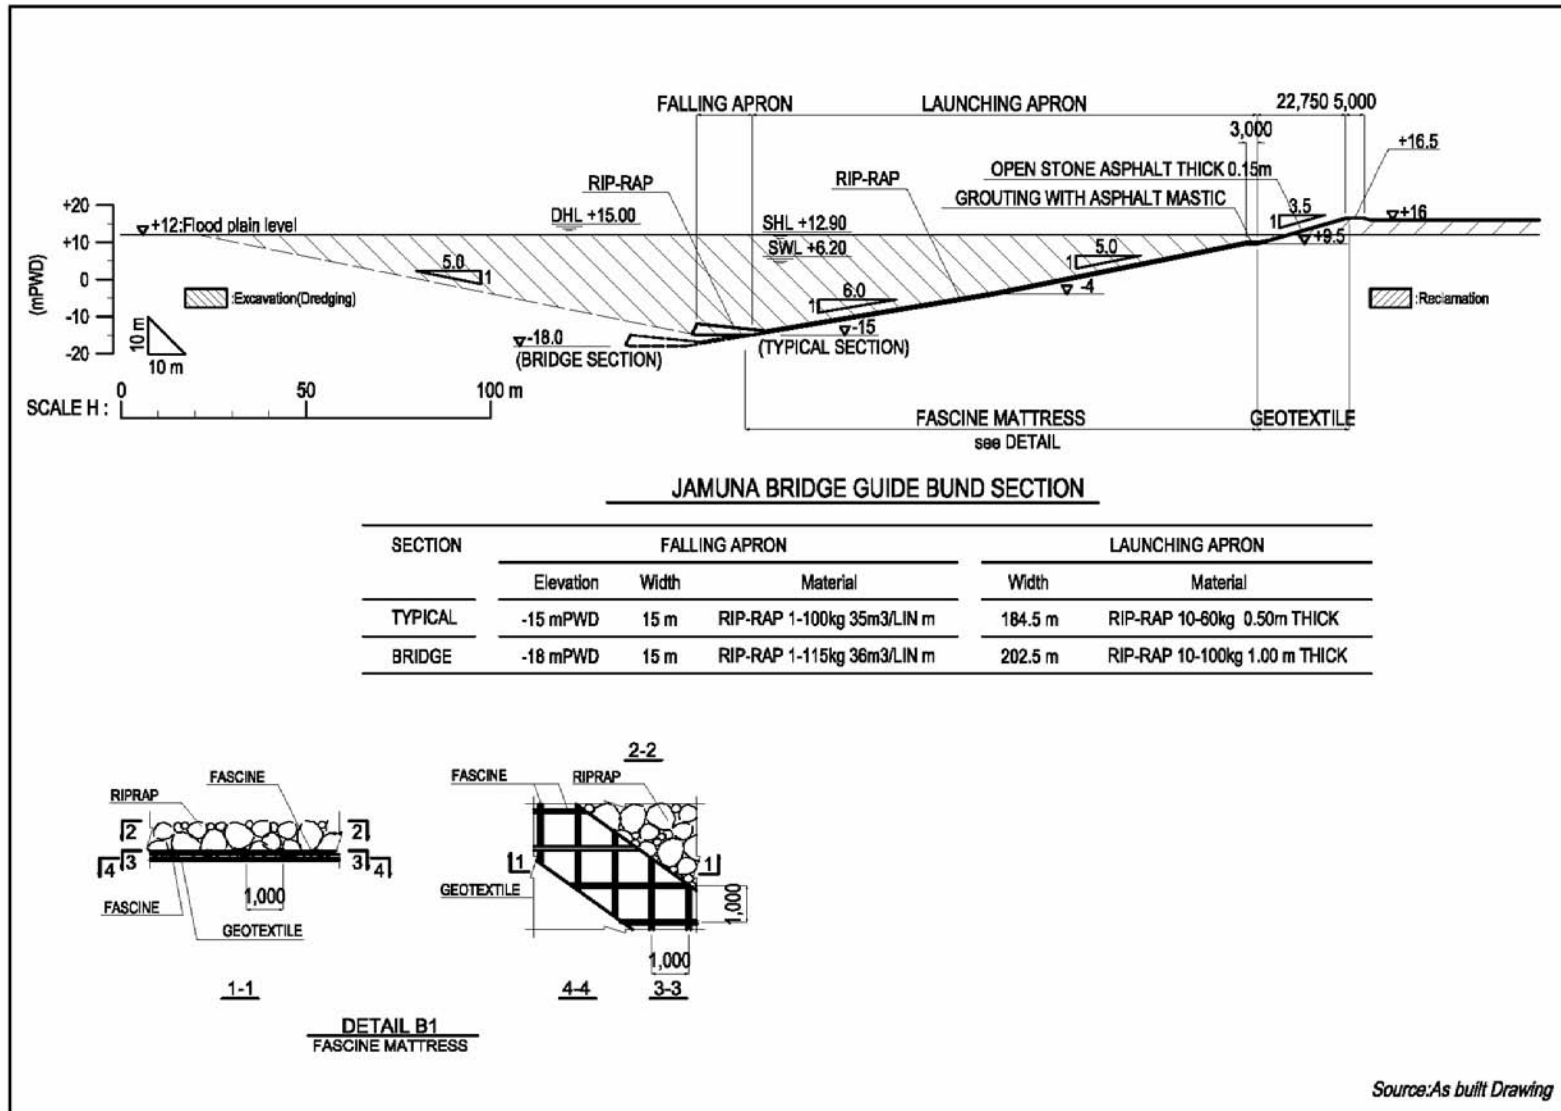 FALLING APRON LAUNCHING APRON 22,750 5,000
3,000
+16.5
OPEN STONE ASPHALT THICK 0.15m
RIP-RAP RIP-RAP
GROUTING WITH ASPHALT MASTIC
3.5
1
+16
+9.5
+20
+10
0
-10
-20
(mPWD)
+12:Flood plain level
DHL +15.00
SHL +12.90
SWL +6.20
5.0
1
5.0
1
6.0
1
-4
:Excavation(Dredging)
:Reclamation
10 m
10 m
-18.0
(BRIDGE SECTION)
-15
(TYPICAL SECTION)
SCALE H :
0 50 100 m
FASCINE MATTRESS GEOTEXTILE
see DETAIL
JAMUNA BRIDGE GUIDE BUND SECTION
SECTION FALLING APRON LAUNCHING APRON
Elevation Width Material Width Material
TYPICAL -15 mPWD 15 m RIP-RAP 1-100kg 35m3/LIN m 184.5 m RIP-RAP 10-60kg 0.50m THICK
BRIDGE -18 mPWD 15 m RIP-RAP 1-115kg 36m3/LIN m 202.5 m RIP-RAP 10-100kg 1.00 m THICK
FASCINE
RIPRAP
2 2
3 3
4 4
1,000
FASCINE
GEOTEXTILE
1-1
2-2
FASCINE RIPRAP
1 1
GEOTEXTILE
1,000
1,000
4-4 3-3
DETAIL B1
FASCINE MATTRESS
Source:As built Drawing